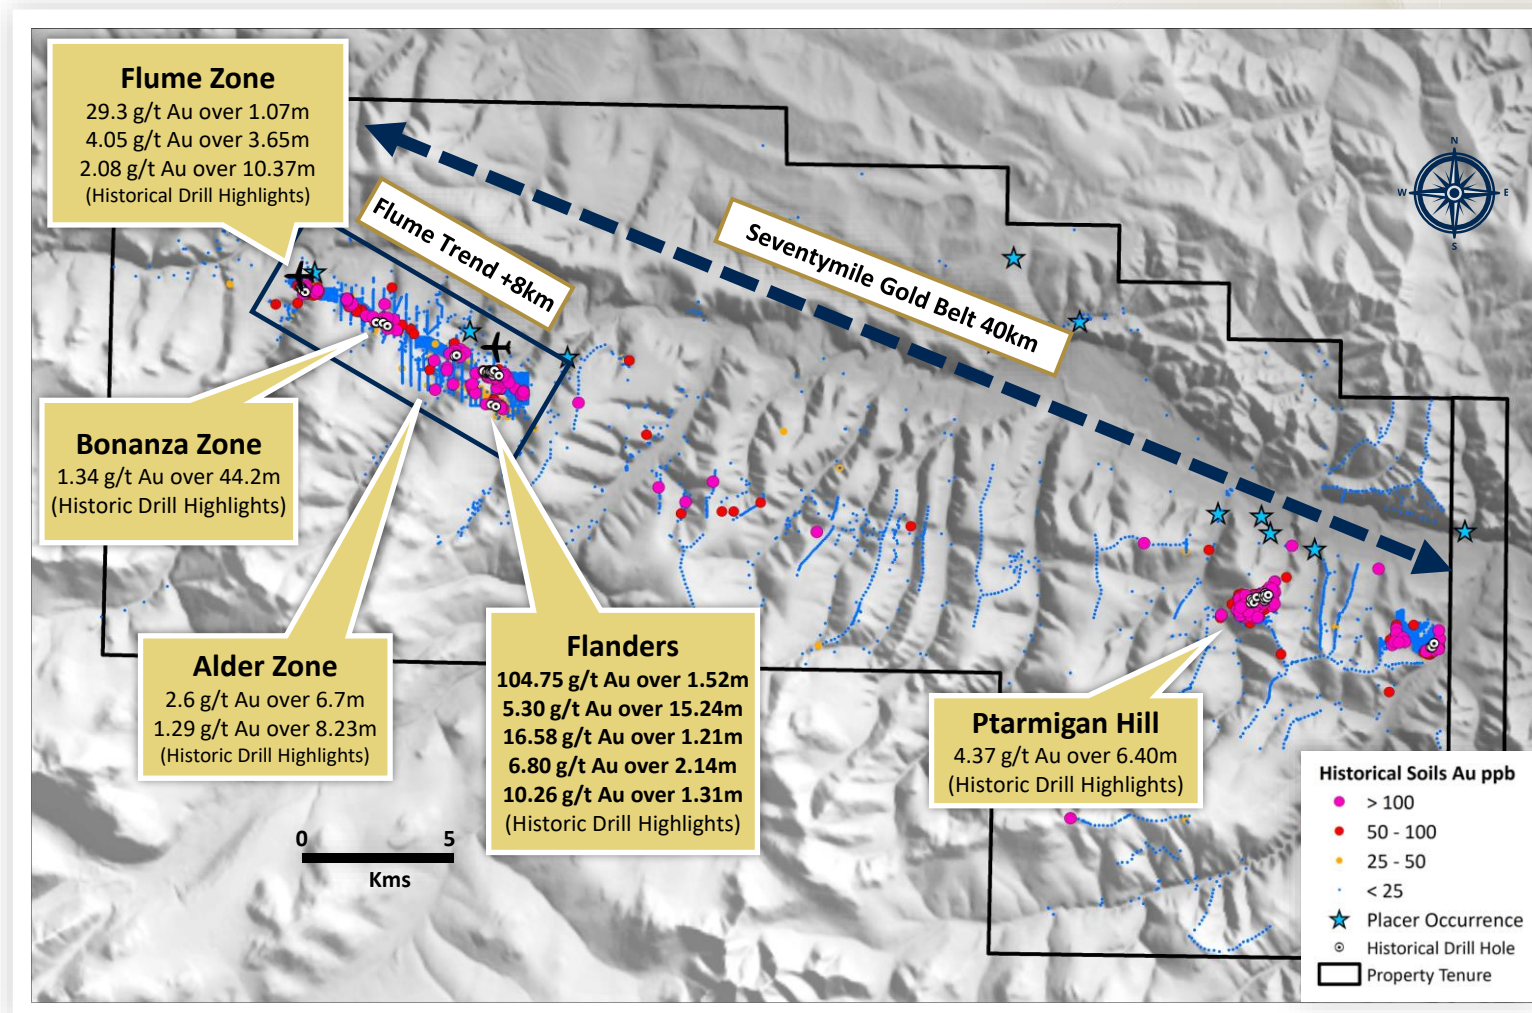 Flume Zone
29.3 g/t Au over 1.07m
4.05 g/t Au over 3.65m
2.08 g/t Au over 10.37m
(Historical Drill Highlights)
Flume Trend +8km
Seventymile Gold Belt 40km
N
W
E
S
Bonanza Zone
1.34 g/t Au over 44.2m
(Historic Drill Highlights)
Alder Zone
2.6 g/t Au over 6.7m
1.29 g/t Au over 8.23m
(Historic Drill Highlights)
Flanders
104.75 g/t Au over 1.52m
5.30 g/t Au over 15.24m
16.58 g/t Au over 1.21m
6.80 g/t Au over 2.14m
10.26 g/t Au over 1.31m
(Historic Drill Highlights)
Ptarmigan Hill
4.37 g/t Au over 6.40m
(Historic Drill Highlights)
0 5
Kms
Historical Soils Au ppb
> 100
50 - 100
25 - 50
< 25
Placer Occurrence
Historical Drill Hole
Property Tenure